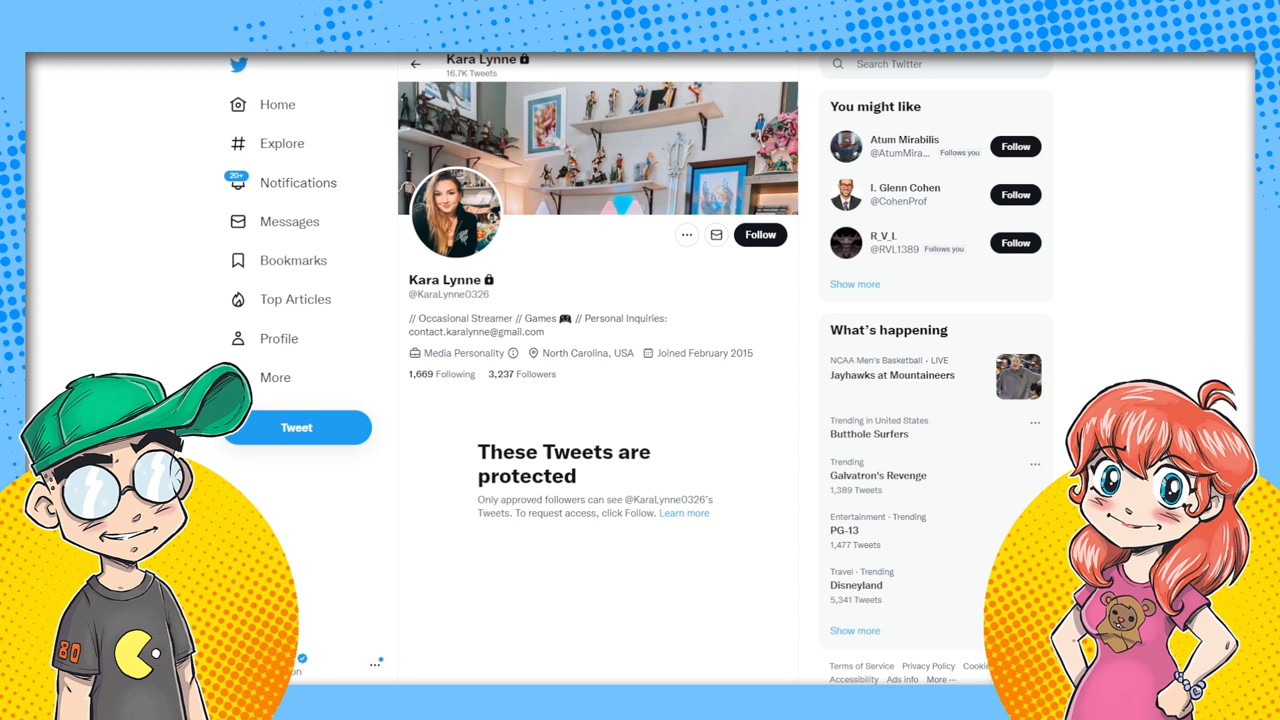 Home
Explore
20+
Notifications
Messages
Bookmarks
Top Articles
Profile
More
Tweet
on
Kara Lynne
16.7K Tweets
Follow
Kara Lynne
@KaraLynne0326
// Occasional Streamer // Games 🎮 // Personal Inquiries:
contact.karalynne@gmail.com
Media Personality North Carolina, USA Joined February 2015
1,669 Following 3,237 Followers
These Tweets are
protected
Only approved followers can see @KaraLynne0326's
Tweets. To request access, click Follow. Learn more
Search Twitter
You might like
Atum Mirabilis
@AtumMira... Follows you
Follow
I. Glenn Cohen
@CohenProf
Follow
R_V_L
@RVL1389 Follows you
Follow
Show more
What's happening
NCAA Men's Basketball · LIVE
Jayhawks at Mountaineers
Trending in United States
Butthole Surfers
Trending
Galvatron's Revenge
1,389 Tweets
Entertainment · Trending
PG-13
1,477 Tweets
Travel · Trending
Disneyland
5,341 Tweets
Show more
Terms of Service Privacy Policy Cookie
Accessibility Ads info More ···
80